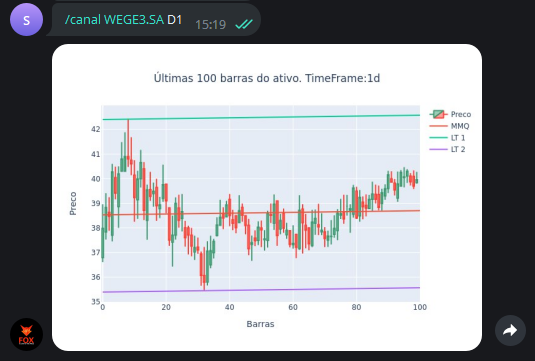 S
/canal WEGE3.SA D1
15:19
Últimas 100 barras do ativo. TimeFrame:1d
Preco
MMQ
LT 1
LT 2
42
41
40
39
38
37
36
35
Preco
0
20
40
60
80
100
Barras
FOX